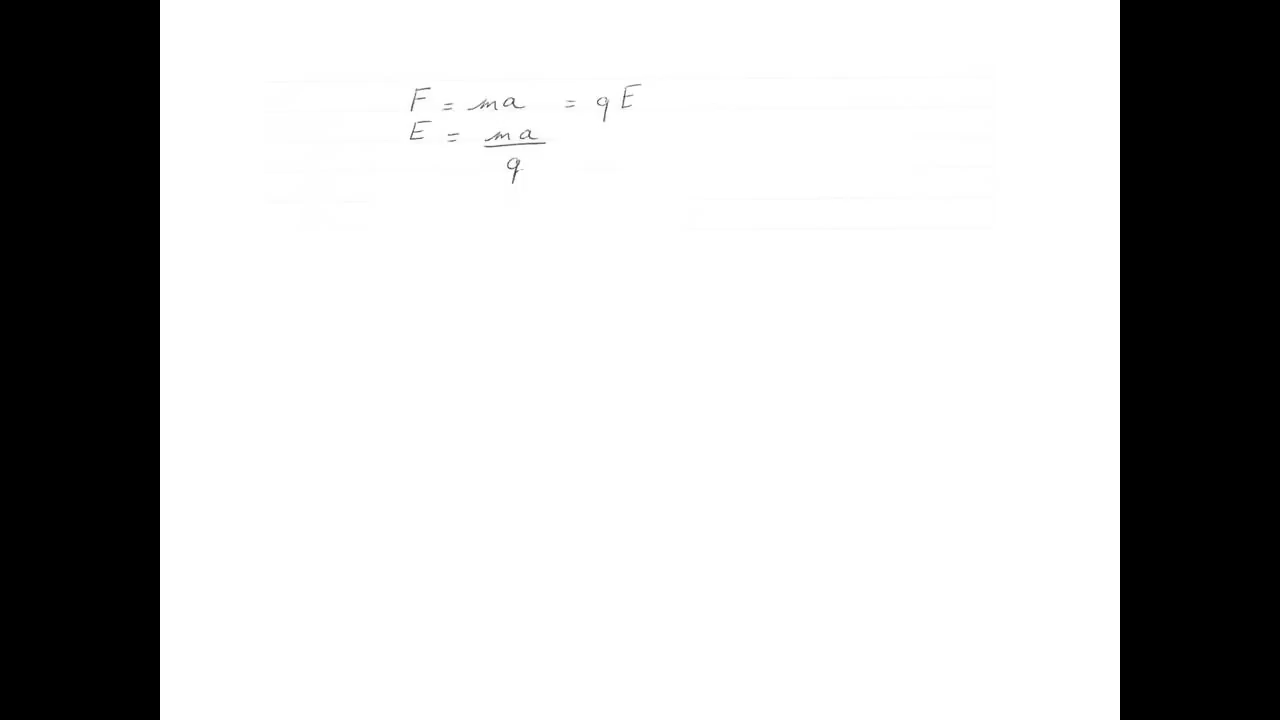 F = ma = qE
E = ma/q